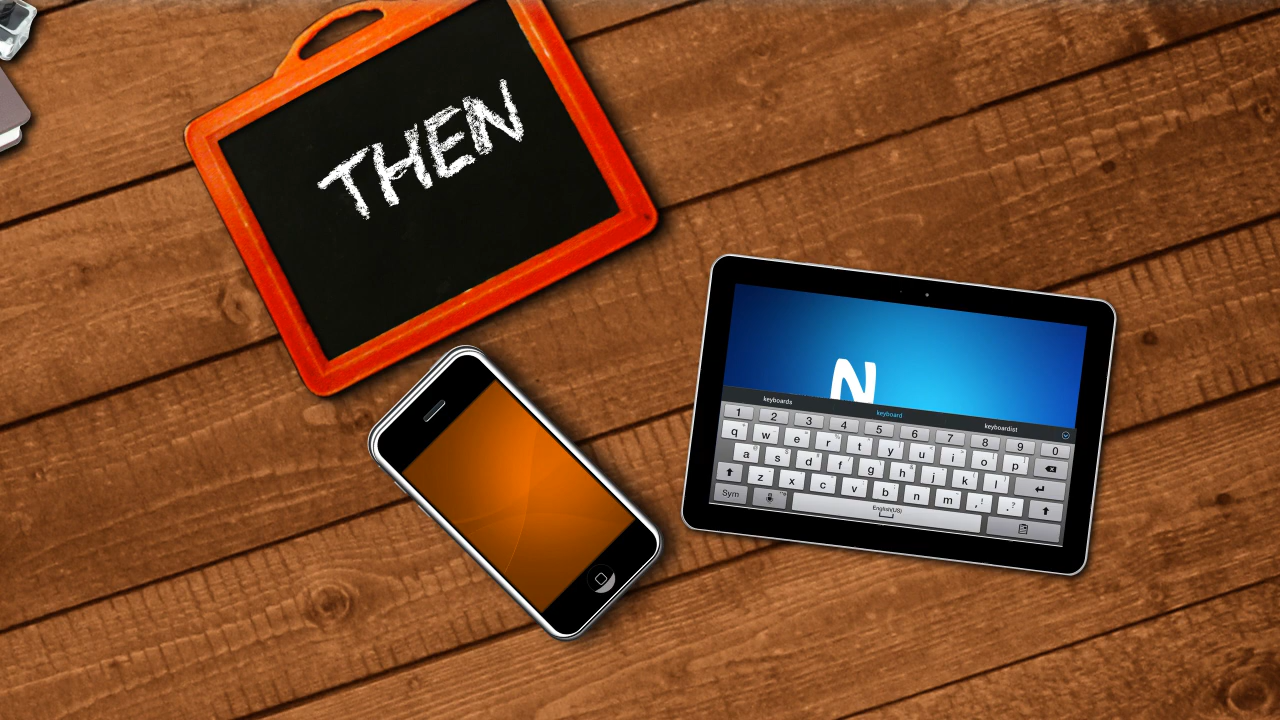 THEN
N
keyboards keyboard keyboardist
1 2 3 4 5 6 7 8 9 0
q w e r t y u i o p
a s d f g h j k l
z x c v b n m , ! . ?
Sym English(US)